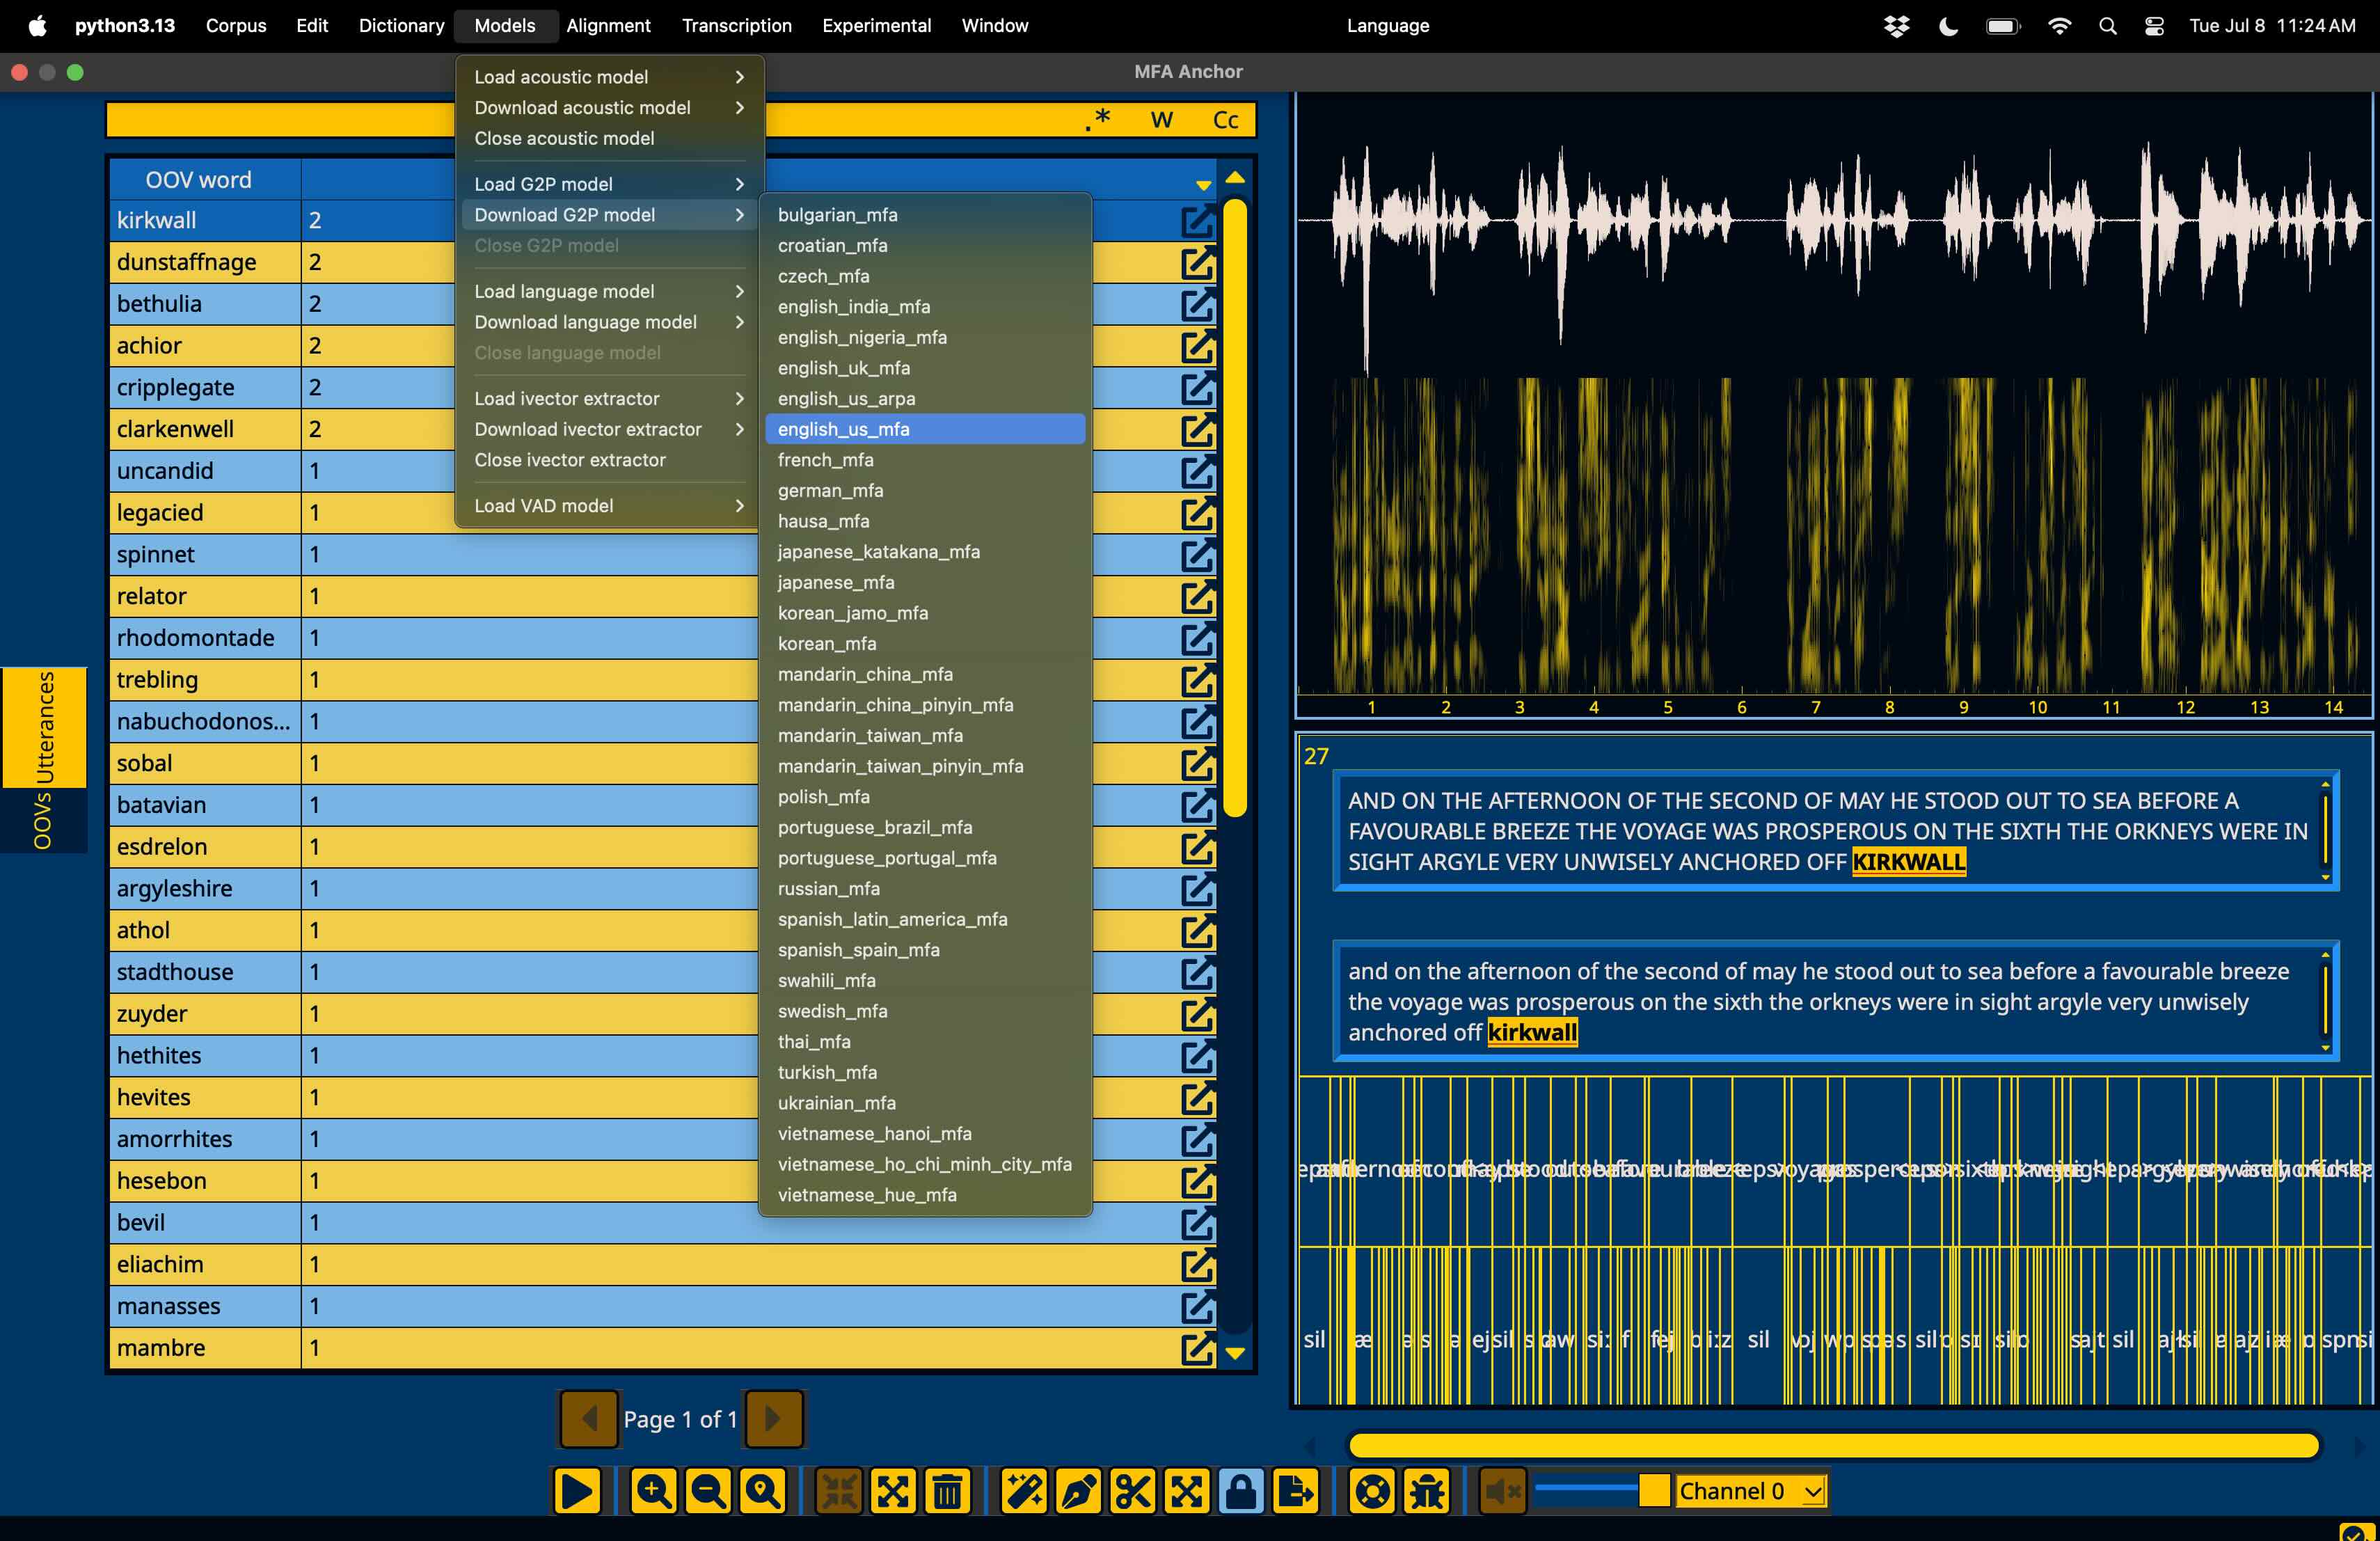 python3.13 Corpus Edit Dictionary Models Alignment Transcription Experimental Window Language Tue Jul 8 11:24 AM
MFA Anchor
Load acoustic model
Download acoustic model
Close acoustic model
Load G2P model
Download G2P model
Close G2P model
Load language model
Download language model
Close language model
Load ivector extractor
Download ivector extractor
Close ivector extractor
Load VAD model
bulgarian_mfa
croatian_mfa
czech_mfa
english_india_mfa
english_nigeria_mfa
english_uk_mfa
english_us_arpa
english_us_mfa
french_mfa
german_mfa
hausa_mfa
japanese_katakana_mfa
japanese_mfa
korean_jamo_mfa
korean_mfa
mandarin_china_mfa
mandarin_china_pinyin_mfa
mandarin_taiwan_mfa
mandarin_taiwan_pinyin_mfa
polish_mfa
portuguese_brazil_mfa
portuguese_portugal_mfa
russian_mfa
spanish_latin_america_mfa
spanish_spain_mfa
swahili_mfa
swedish_mfa
thai_mfa
turkish_mfa
ukrainian_mfa
vietnamese_hanoi_mfa
vietnamese_ho_chi_minh_city_mfa
vietnamese_hue_mfa
.* W Cc
OOV word
kirkwall 2
dunstaffnage 2
bethulia 2
achior 2
cripplegate 2
clarkenwell 2
uncandid 1
legacied 1
spinnet 1
relator 1
rhodomontade 1
trebling 1
nabuchodonos... 1
sobal 1
batavian 1
esdrelon 1
argyleshire 1
athol 1
stadthouse 1
zuyder 1
hethites 1
hevites 1
amorrhites 1
hesebon 1
bevil 1
eliachim 1
manasses 1
mambre 1
Utterances
OOVs
Page 1 of 1
1 2 3 4 5 6 7 8 9 10 11 12 13 14
27
AND ON THE AFTERNOON OF THE SECOND OF MAY HE STOOD OUT TO SEA BEFORE A
FAVOURABLE BREEZE THE VOYAGE WAS PROSPEROUS ON THE SIXTH THE ORKNEYS WERE IN
SIGHT ARGYLE VERY UNWISELY ANCHORED OFF KIRKWALL
and on the afternoon of the second of may he stood out to sea before a favourable breeze
the voyage was prosperous on the sixth the orkneys were in sight argyle very unwisely
anchored off kirkwall
sil
sil
Channel 0